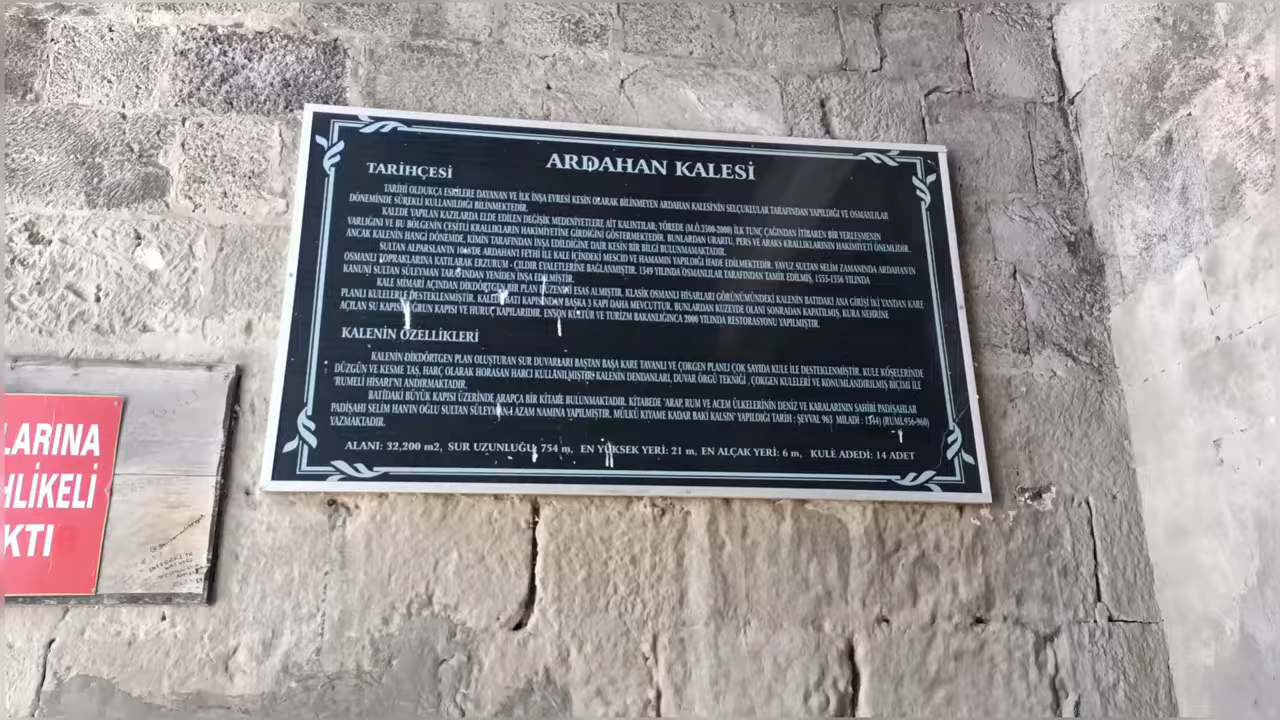 ARDAHAN KALESİ
TARİHÇESİ
TARİHİ OLDUKÇA ESKİLERE DAYANAN VE İLK İNŞA EVRESİ KESİN OLARAK BİLİNMEYEN ARDAHAN KALESİ'NİN SELÇUKLULAR TARAFINDAN YAPILDIĞI VE OSMANLILAR
DÖNEMİNDE SÜREKLİ KULLANILDIĞI BİLİNMEKTEDİR.
KALEDE YAPILAN KAZILARDA ELDE EDİLEN DEĞİŞİK MEDENİYETLERE AİT KALINTILAR; YÖREDE (M.Ö.3500-2000) İLK TUNÇ ÇAĞINDAN İTİBAREN BİR YERLEŞMENİN
VARLIĞINI VE BU BÖLGENİN ÇEŞİTLİ KRALLIKLARIN HAKİMİYETİNE GİRDİĞİNİ GÖSTERMEKTEDİR. BUNLARDAN URARTU, PERS VE ARAKS KRALLIKLARININ HAKİMİYETİ ÖNEMLİDİR.
ANCAK KALENİN HANGİ DÖNEMDE, KİMİN TARAFINDAN İNŞA EDİLDİĞİNE DAİR KESİN BİR BİLGİ BULUNMAMAKTADIR.
SULTAN ALPARSLAN'IN ARDAHAN'I FETHİ İLE KALE İÇİNDEKİ MESCİD VE HAMAMIN YAPILDIĞI İFADE EDİLMEKTEDİR. YAVUZ SULTAN SELİM ZAMANINDA ARDAHAN'IN
OSMANLI TOPRAKLARINA KATILARAK ERZURUM - ÇILDIR EYALETLERİNE BAĞLANMIŞTIR. 1549 YILINDA OSMANLILAR TARAFINDAN TAMİR EDİLMİŞ, 1555-1556 YILINDA
KANUNİ SULTAN SÜLEYMAN TARAFINDAN YENİDEN İNŞA EDİLMİŞTİR.
KALE MİMARİ AÇINDAN DİKDÖRTGEN BİR PLAN DÜZENİNİ ESAS ALMIŞTIR. KLASİK OSMANLI HİSARLARI GÖRÜNÜMÜNDEKİ KALENİN BATIDAKİ ANA GİRİŞİ İKİ YANDAN KARE
PLANLI KULELERLE DESTEKLENMİŞTİR. KALEDE BATI KAPISINDAN BAŞKA 3 KAPI DAHA MEVCUTTUR. BUNLARDAN KUZEYDE OLANI SONRADAN KAPATILMIŞ, KURA NEHRİNE
AÇILAN SU KAPISI, UĞRUN KAPISI VE HURUÇ KAPILARIDIR. ENSON KÜLTÜR VE TURİZM BAKANLIĞINCA 2000 YILINDA RESTORASYONU YAPILMIŞTIR.
KALENİN ÖZELLİKLERİ
KALENİN DİKDÖRTGEN PLAN OLUŞTURAN SUR DUVARLARI BAŞTAN BAŞA KARE TAVANLI VE ÇOKGEN PLANLI ÇOK SAYIDA KULE İLE DESTEKLENMİŞTİR. KULE KÖŞELERİNDE
DÜZGÜN VE KESME TAŞ, HARÇ OLARAK HORASAN HARCI KULLANILMIŞTIR. KALENİN DENDANLARI, DUVAR ÖRGÜ TEKNİĞİ , ÇOKGEN KULELERİ VE KONUMLANDIRILMIŞ BİÇİMİ İLE
'RUMELİ HİSARI'NI ANDIRMAKTADIR.
BATIDAKİ BÜYÜK KAPISI ÜZERİNDE ARAPÇA BİR KİTABE BULUNMAKTADIR. KİTABEDE 'ARAP, RUM VE ACEM ÜLKELERİNİN DENİZ VE KARALARININ SAHİBİ PADİŞAHLAR
PADİŞAHI SELİM HAN'IN OĞLU SULTAN SÜLEYMAN-I AZAM NAMINA YAPILMIŞTIR. MÜLKÜ KIYAME KADAR BAKİ KALSIN' YAPILDIĞI TARİH : ŞEVVAL 963 MİLADİ : 1544) (RUMİ.956-960)
YAZMAKTADIR.
ALANI: 32,200 m2, SUR UZUNLUĞU: 754 m, EN YÜKSEK YERİ: 21 m, EN ALÇAK YERİ: 6 m, KULE ADEDİ: 14 ADET
LARINA
HLİKELİ
KTI